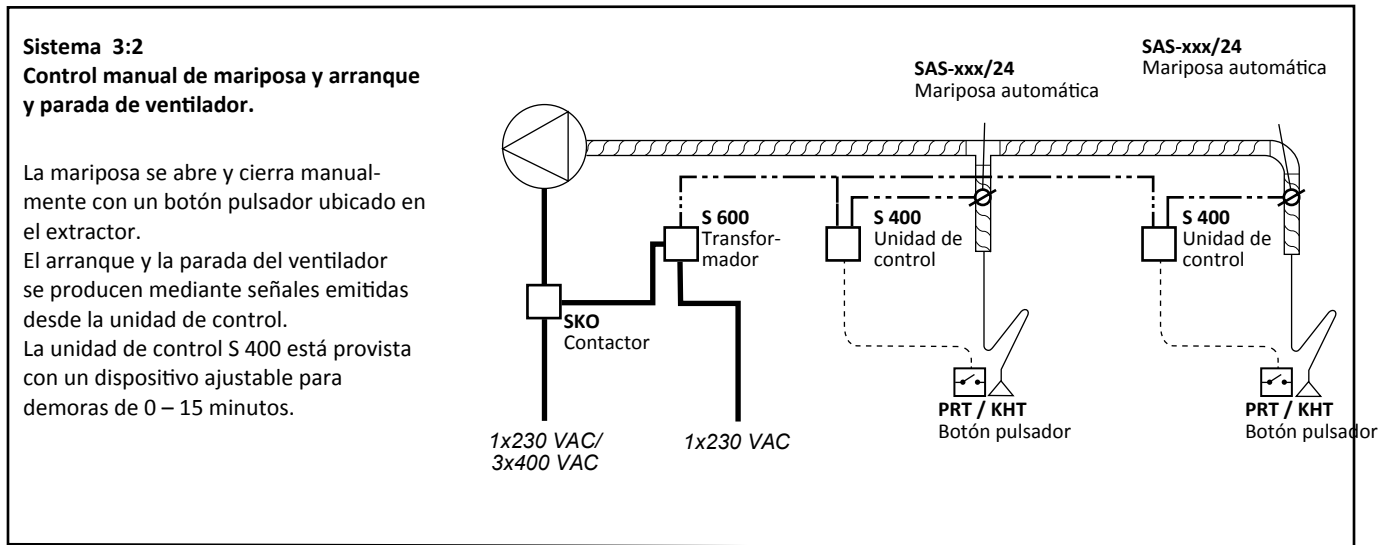 Sistema 3:2
Control manual de mariposa y arranque
y parada de ventilador.
La mariposa se abre y cierra manual-
mente con un botón pulsador ubicado en
el extractor.
El arranque y la parada del ventilador
se producen mediante señales emitidas
desde la unidad de control.
La unidad de control S 400 está provista
con un dispositivo ajustable para
demoras de 0 – 15 minutos.
SAS-xxx/24
Mariposa automática
SAS-xxx/24
Mariposa automática
S 600
Transfor-
mador
S 400
Unidad de
control
S 400
Unidad de
control
SKO
Contactor
PRT / KHT
Botón pulsador
PRT / KHT
Botón pulsador
1x230 VAC/
3x400 VAC
1x230 VAC